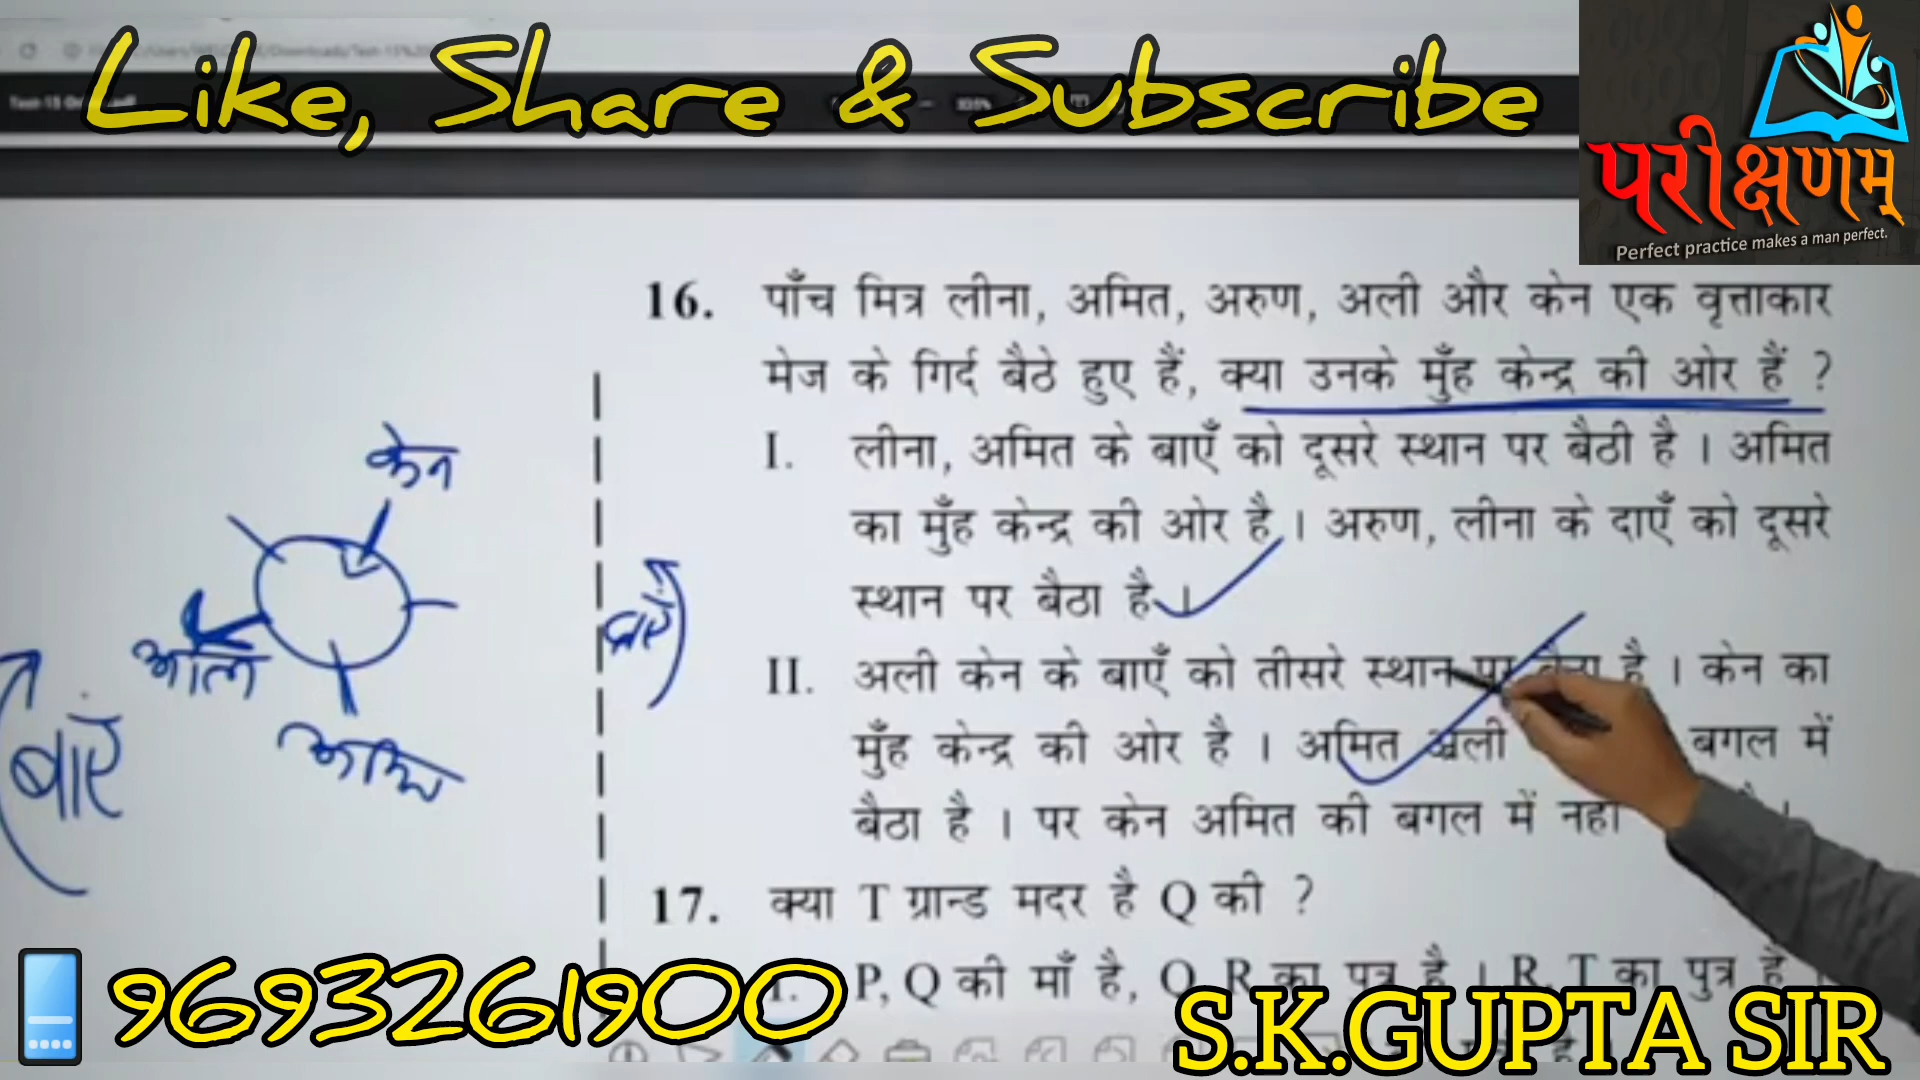 Like, Share & Subscribe
परीक्षणम्
Perfect practice makes a man perfect.
16. पाँच मित्र लीना, अमित, अरुण, अली और केन एक वृत्ताकार
मेज के गिर्द बैठे हुए हैं, क्या उनके मुँह केन्द्र की ओर हैं ?
I. लीना, अमित के बाएँ को दूसरे स्थान पर बैठी है । अमित
का मुँह केन्द्र की ओर है । अरुण, लीना के दाएँ को दूसरे
स्थान पर बैठा है ।
II. अली केन के बाएँ को तीसरे स्थान पर बैठा है । केन का
मुँह केन्द्र की ओर है । अमित अली बगल में
बैठा है । पर केन अमित की बगल में नहीं है ।
17. क्या T ग्रान्ड मदर है Q की ?
I. P, Q की माँ है, Q, R का पुत्र है । R, T का पुत्र है ।
केन
बाएँ
9693261900
S.K.GUPTA SIR